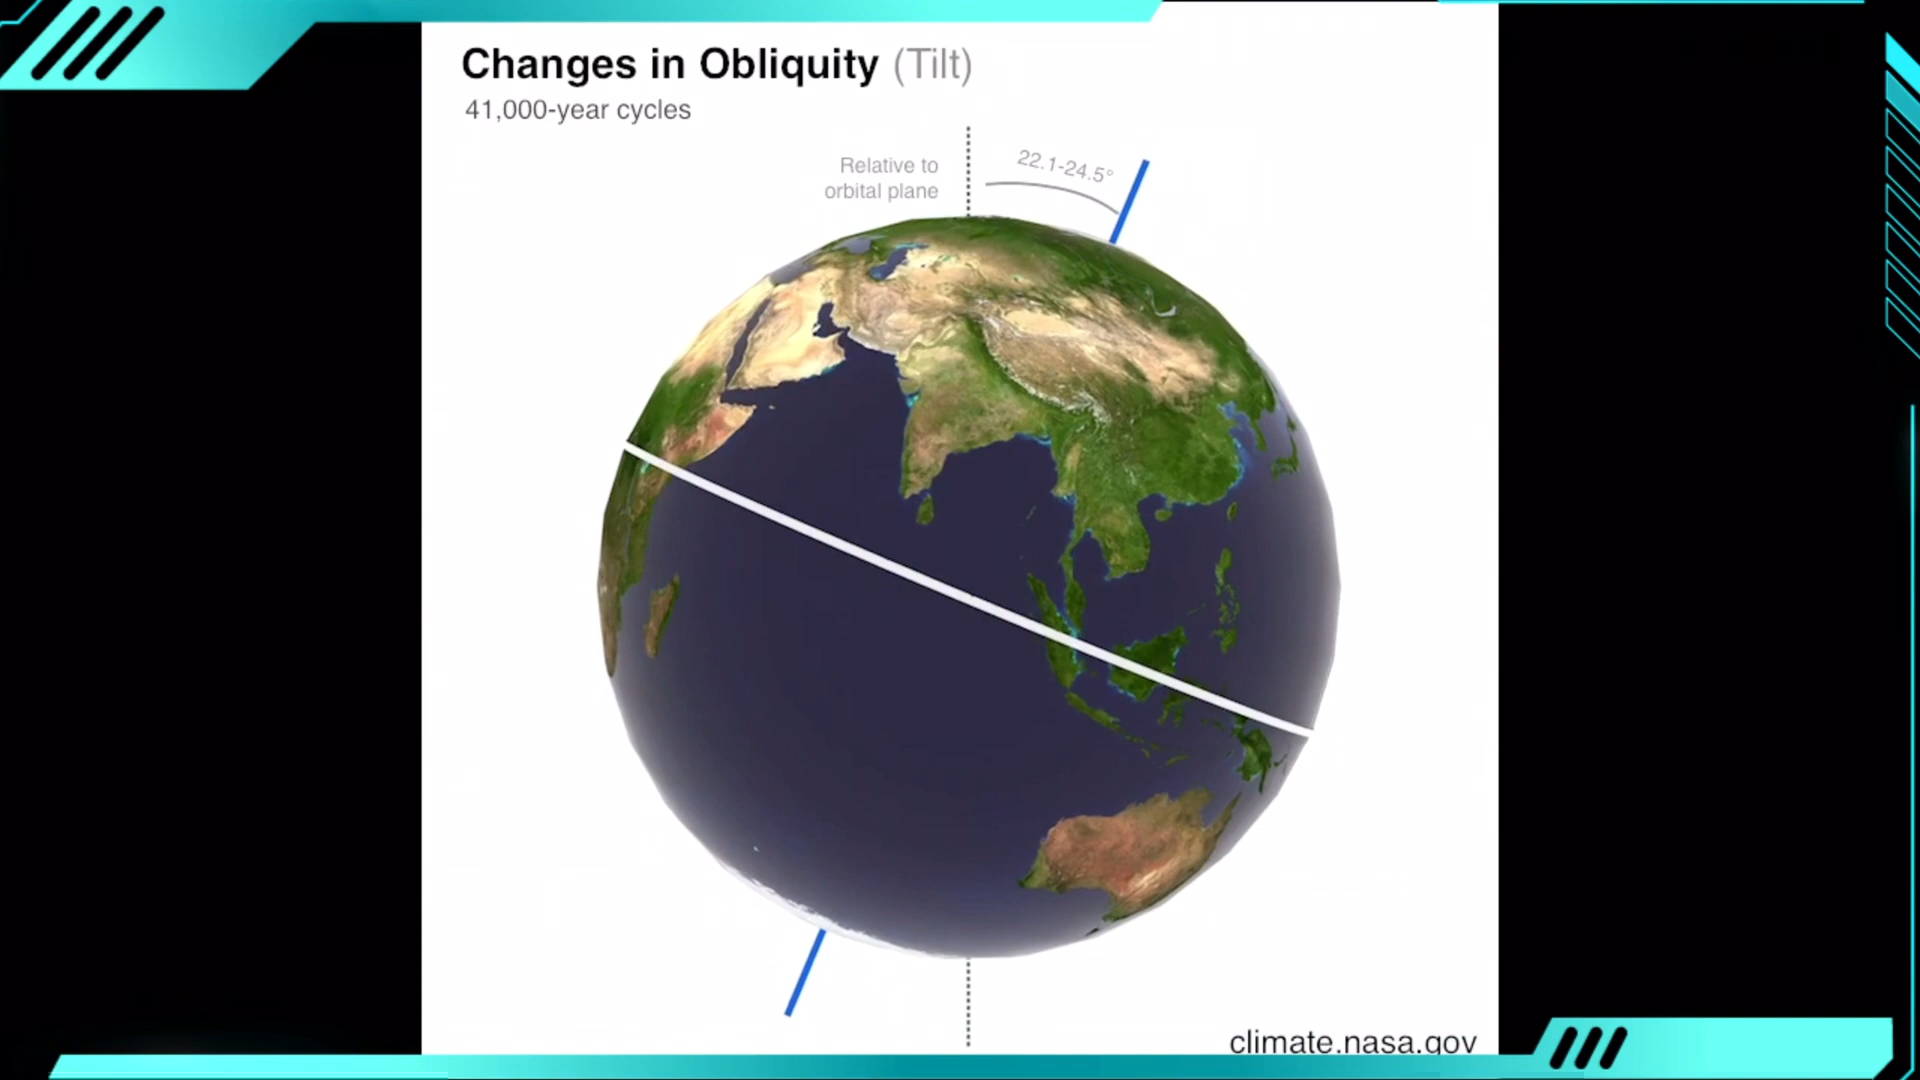 Changes in Obliquity (Tilt)
41,000-year cycles
Relative to
orbital plane
22.1-24.5°
climate.nasa.gov